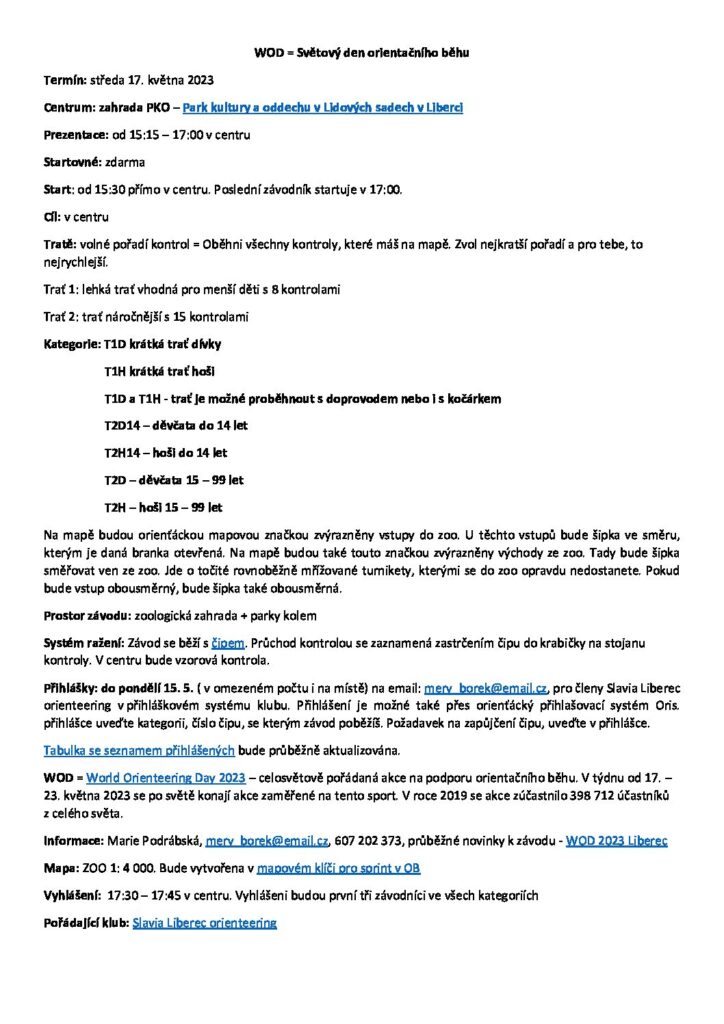 WOD = Světový den orientačního běhu
Termín: středa 17. května 2023
Centrum: zahrada PKO – Park kultury a oddechu v Lidových sadech v Liberci
Prezentace: od 15:15 – 17:00 v centru
Startovné: zdarma
Start: od 15:30 přímo v centru. Poslední závodník startuje v 17:00.
Cíl: v centru
Tratě: volné pořadí kontrol = Oběhni všechny kontroly, které máš na mapě. Zvol nejkratší pořadí a pro tebe, to
nejrychlejší.
Trať 1: lehká trať vhodná pro menší děti s 8 kontrolami
Trať 2: trať náročnější s 15 kontrolami
Kategorie: T1D krátká trať dívky
T1H krátká trať hoši
T1D a T1H - trať je možné proběhnout s doprovodem nebo i s kočárkem
T2D14 – děvčata do 14 let
T2H14 – hoši do 14 let
T2D – děvčata 15 – 99 let
T2H – hoši 15 – 99 let
Na mapě budou orienťáckou mapovou značkou zvýrazněny vstupy do zoo. U těchto vstupů bude šipka ve směru,
kterým je daná branka otevřená. Na mapě budou také touto značkou zvýrazněny východy ze zoo. Tady bude šipka
směřovat ven ze zoo. Jde o točité rovnoběžně mřížované turnikety, kterými se do zoo opravdu nedostanete. Pokud
bude vstup obousměrný, bude šipka také obousměrná.
Prostor závodu: zoologická zahrada + parky kolem
Systém ražení: Závod se běží s čipem. Průchod kontrolou se zaznamená zastrčením čipu do krabičky na stojanu
kontroly. V centru bude vzorová kontrola.
Přihlášky: do pondělí 15. 5. ( v omezeném počtu i na místě) na email: mery_borek@email.cz, pro členy Slavia Liberec
orienteering v přihláškovém systému klubu. Přihlášení je možné také přes orienťácký přihlašovací systém Oris.
přihlášce uveďte kategorii, číslo čipu, se kterým závod poběžíš. Požadavek na zapůjčení čipu, uveďte v přihlášce.
Tabulka se seznamem přihlášených bude průběžně aktualizována.
WOD = World Orienteering Day 2023 – celosvětově pořádaná akce na podporu orientačního běhu. V týdnu od 17. –
23. května 2023 se po světě konají akce zaměřené na tento sport. V roce 2019 se akce zúčastnilo 398 712 účastníků
z celého světa.
Informace: Marie Podrábská, mery_borek@email.cz, 607 202 373, průběžné novinky k závodu - WOD 2023 Liberec
Mapa: ZOO 1: 4 000. Bude vytvořena v mapovém klíči pro sprint v OB
Vyhlášení: 17:30 – 17:45 v centru. Vyhlášeni budou první tři závodníci ve všech kategoriích
Pořádající klub: Slavia Liberec orienteering